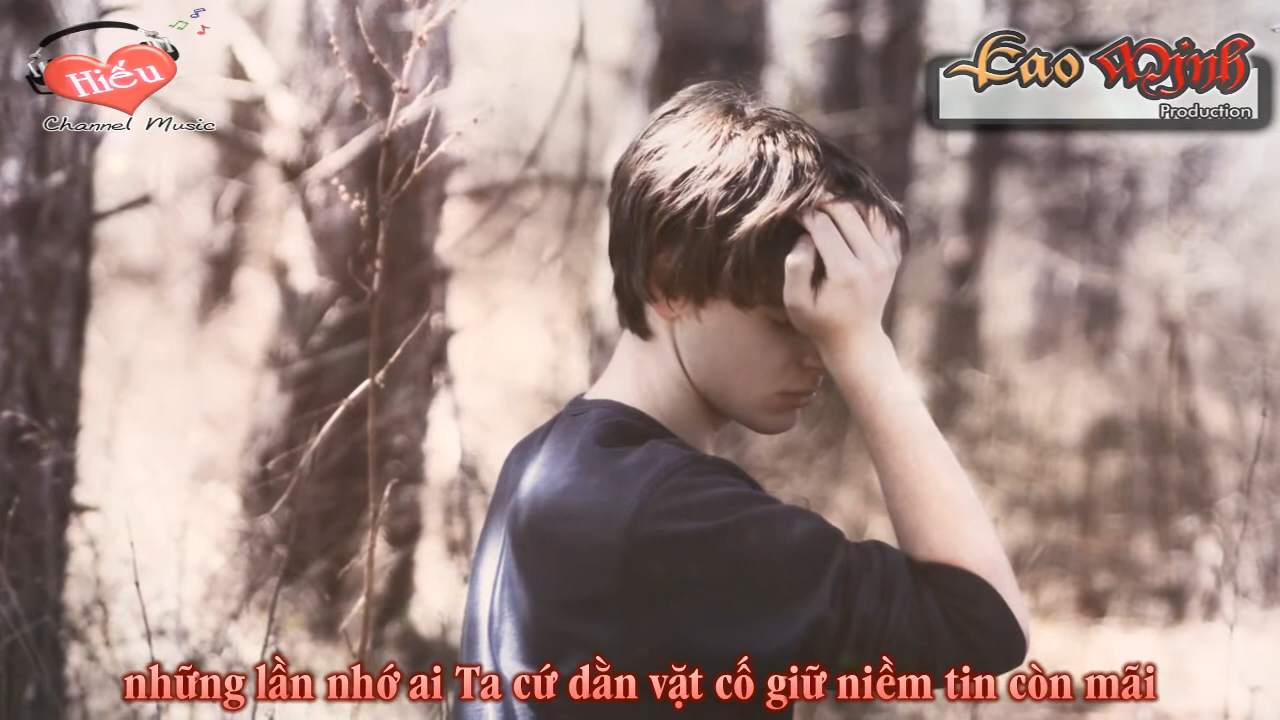 Hiếu
Channel Music
Cao Minh
Production
những lần nhớ ai Ta cứ dằn vặt cố giữ niềm tin còn mãi